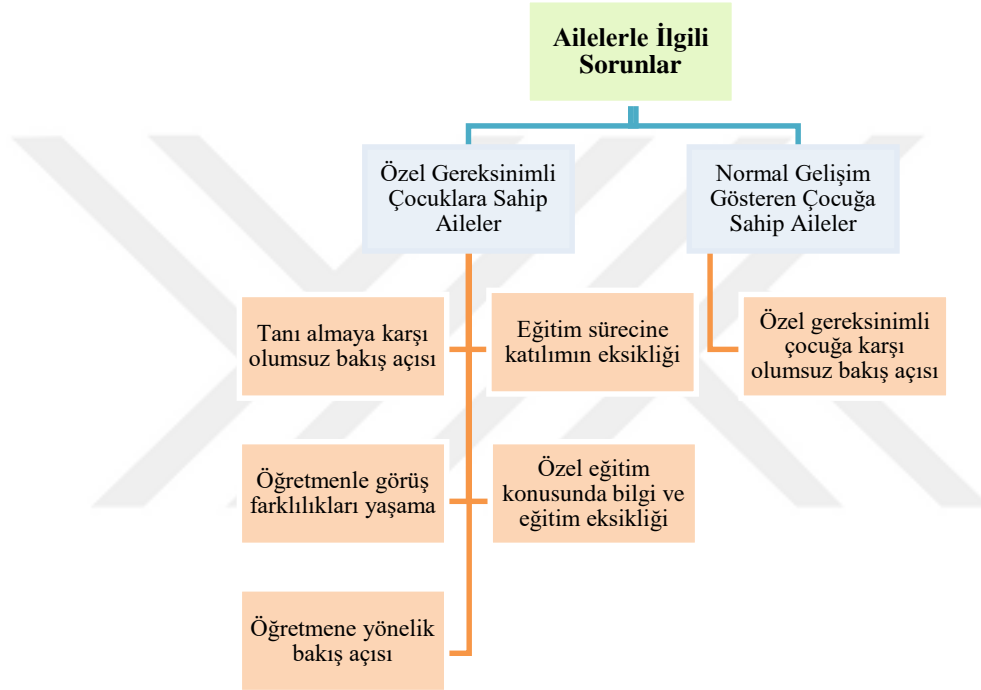 Ailelerle İlgili
Sorunlar
Özel Gereksinimli
Çocuklara Sahip
Aileler
Normal Gelişim
Gösteren Çocuğa
Sahip Aileler
Tanı almaya karşı
olumsuz bakış açısı
Eğitim sürecine
katılımın eksikliği
Özel gereksinimli
çocuğa karşı
olumsuz bakış açısı
Öğretmenle görüş
farklılıkları yaşama
Özel eğitim
konusunda bilgi ve
eğitim eksikliği
Öğretmene yönelik
bakış açısı